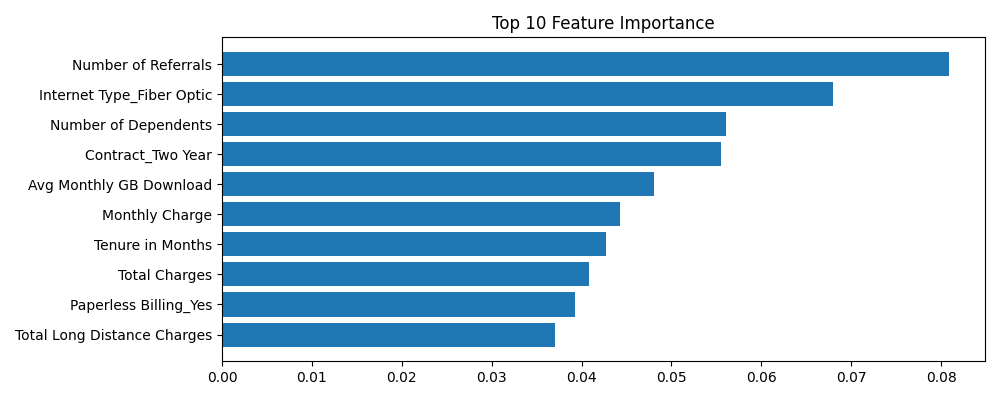 Top 10 Feature Importance
Number of Referrals
Internet Type_Fiber Optic
Number of Dependents
Contract_Two Year
Avg Monthly GB Download
Monthly Charge
Tenure in Months
Total Charges
Paperless Billing_Yes
Total Long Distance Charges
0.00 0.01 0.02 0.03 0.04 0.05 0.06 0.07 0.08